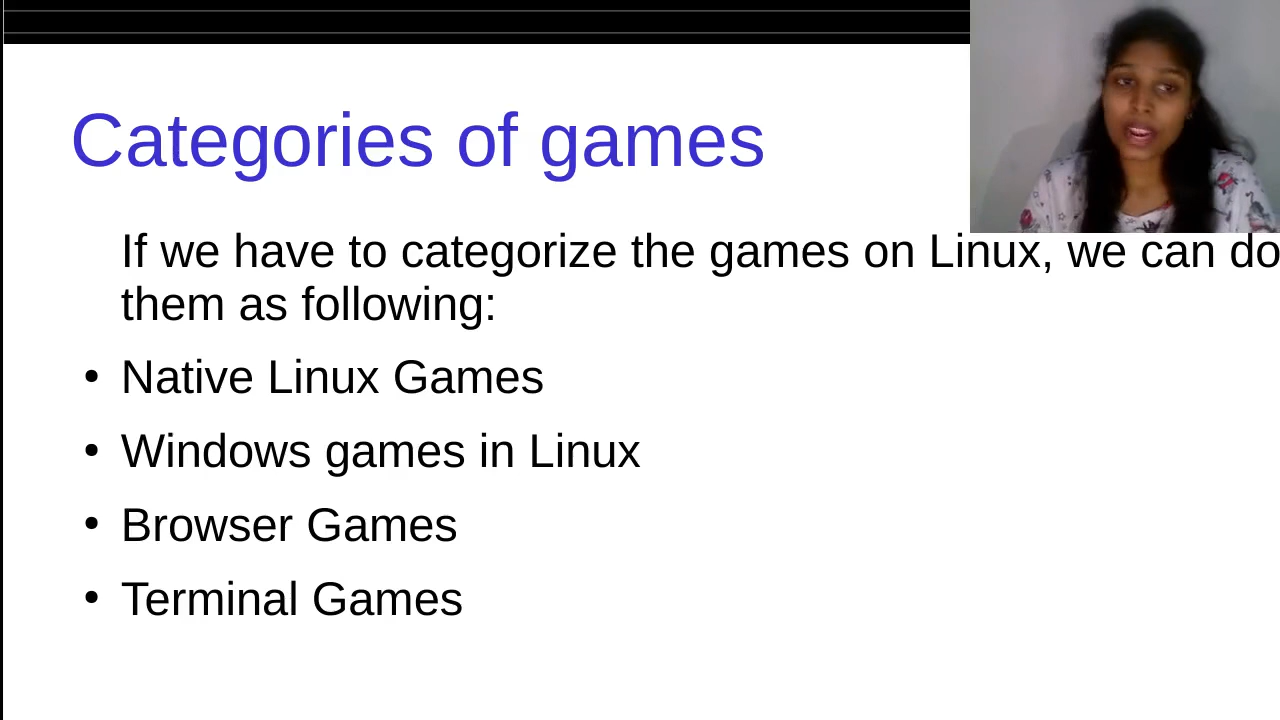 Categories of games
If we have to categorize the games on Linux, we can do
them as following:
• Native Linux Games
• Windows games in Linux
• Browser Games
• Terminal Games